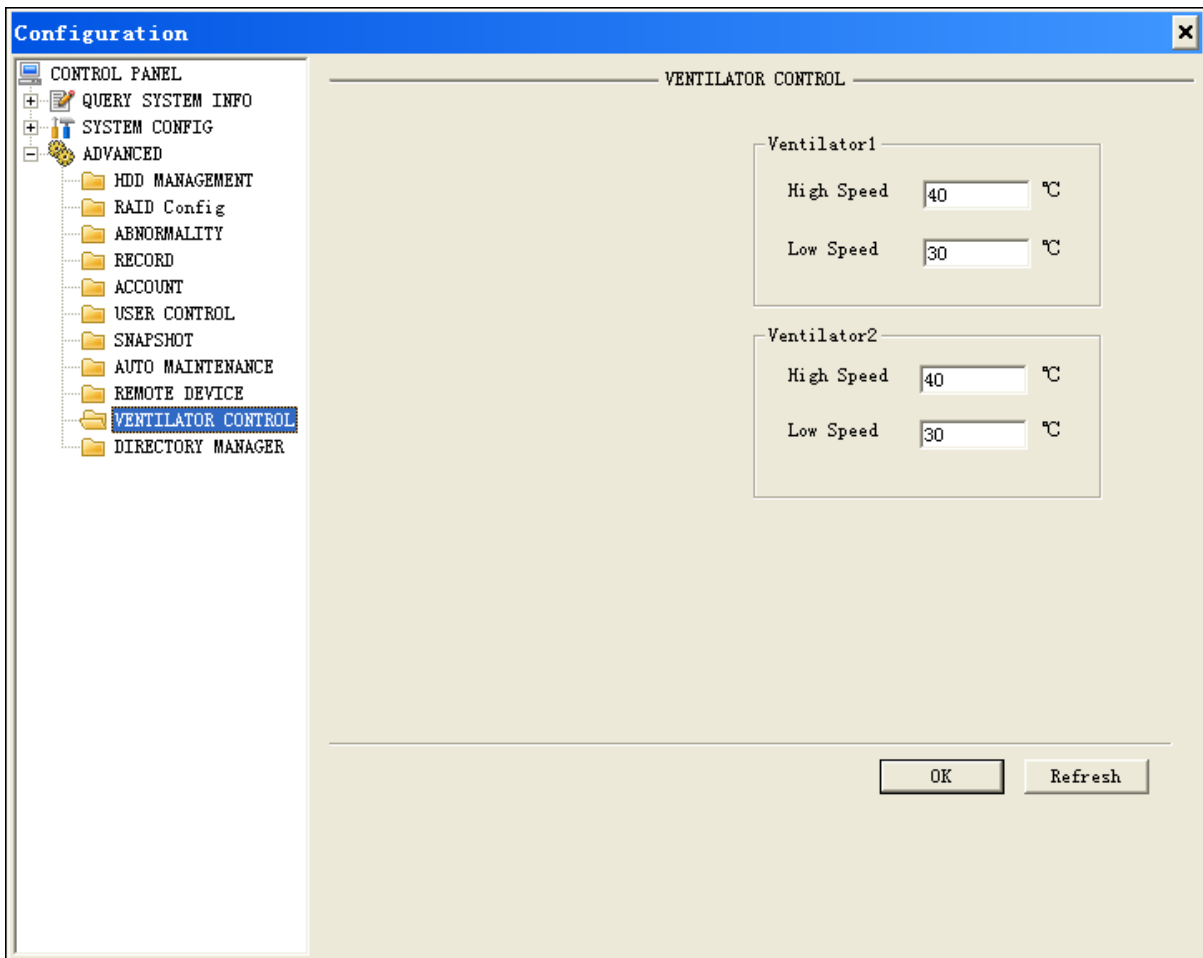 Configuration
CONTROL PANEL
QUERY SYSTEM INFO
SYSTEM CONFIG
ADVANCED
HDD MANAGEMENT
RAID Config
ABNORMALITY
RECORD
ACCOUNT
USER CONTROL
SNAPSHOT
AUTO MAINTENANCE
REMOTE DEVICE
VENTILATOR CONTROL
DIRECTORY MANAGER
VENTILATOR CONTROL
Ventilator1
High Speed 40 ℃
Low Speed 30 ℃
Ventilator2
High Speed 40 ℃
Low Speed 30 ℃
OK Refresh